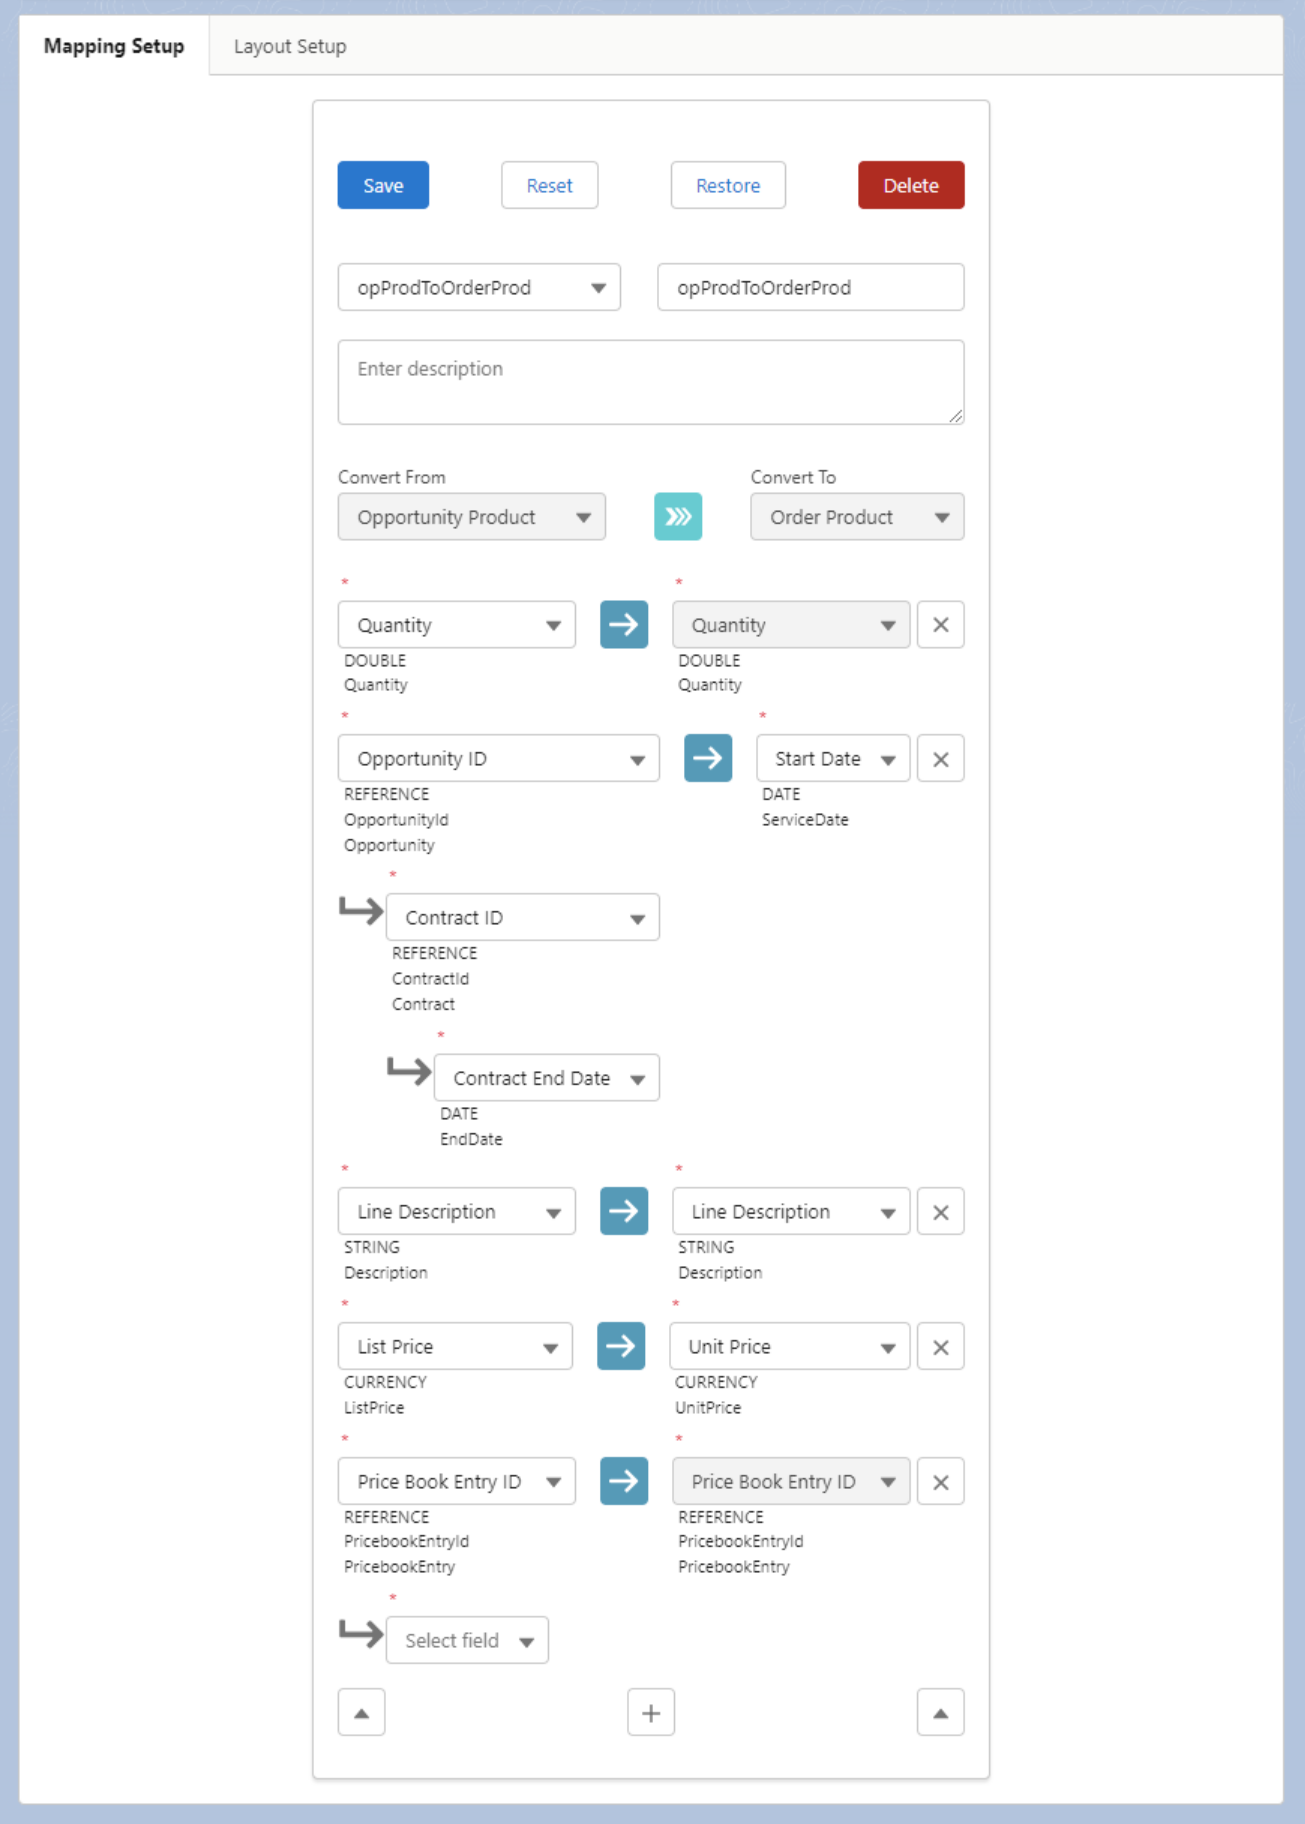 Mapping Setup
Layout Setup
Save
Reset
Restore
Delete
opProdToOrderProd
opProdToOrderProd
Enter description
Convert From
Convert To
Opportunity Product
Order Product
*
*
Quantity
Quantity
DOUBLE
DOUBLE
Quantity
Quantity
*
*
Opportunity ID
Start Date
REFERENCE
DATE
OpportunityId
ServiceDate
Opportunity
*
Contract ID
REFERENCE
ContractId
Contract
*
Contract End Date
DATE
EndDate
*
*
Line Description
Line Description
STRING
STRING
Description
Description
*
*
List Price
Unit Price
CURRENCY
CURRENCY
ListPrice
UnitPrice
*
*
Price Book Entry ID
Price Book Entry ID
REFERENCE
REFERENCE
PricebookEntryId
PricebookEntryId
PricebookEntry
PricebookEntry
*
Select field